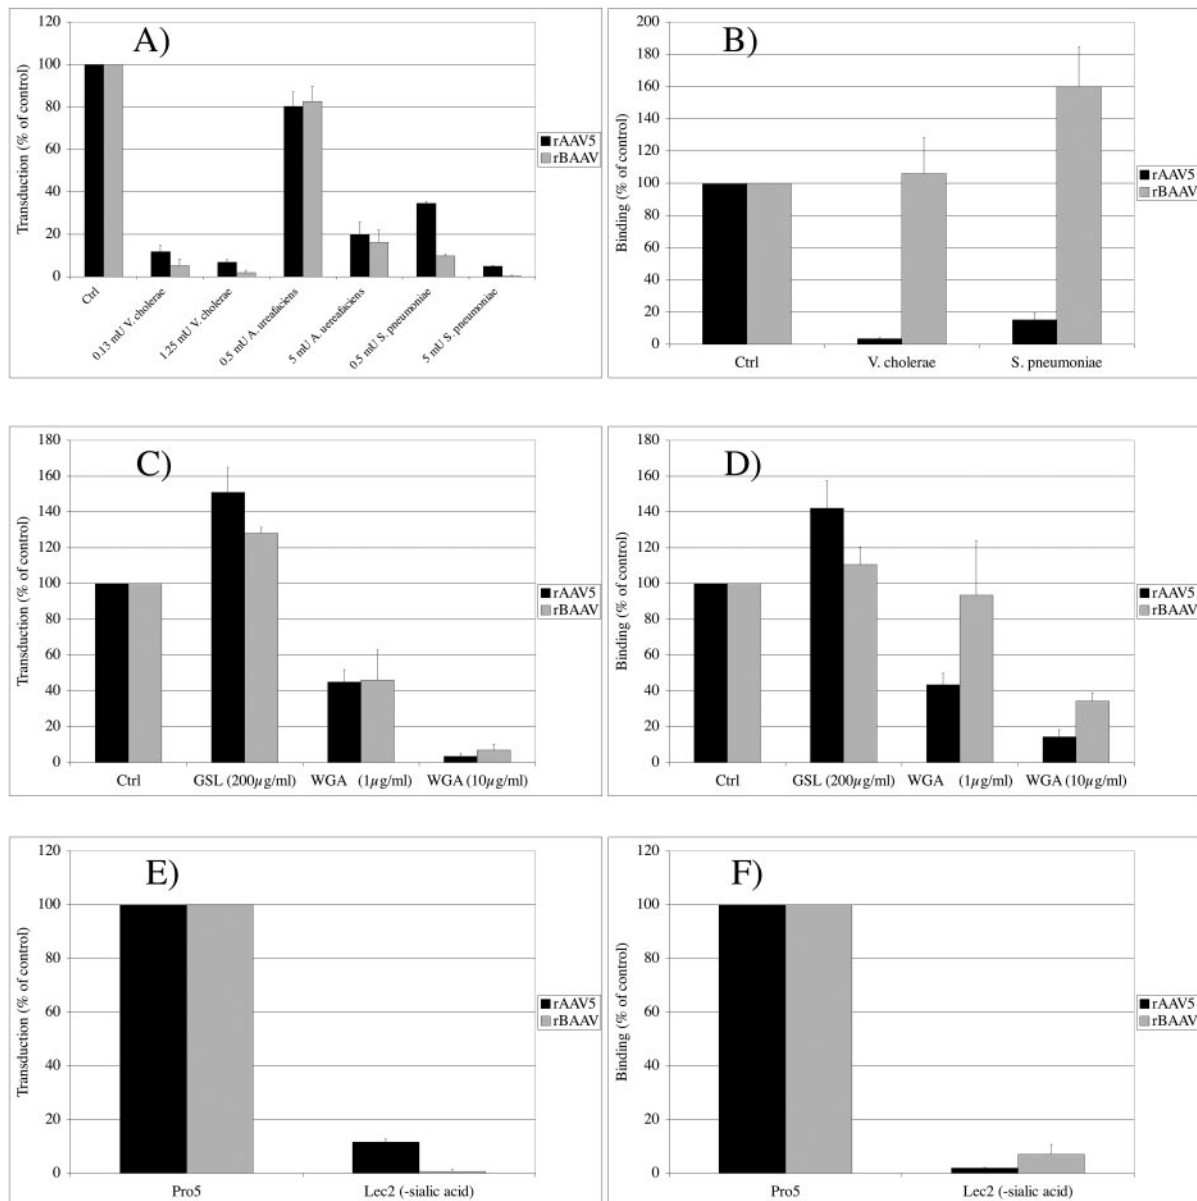 A)
Transduction (% of control)
120
100
80
60
40
20
0
Ctrl
0.13 mU V. cholerae
1.25 mU V. cholerae
0.5 mU A. ureafaciens
5 mU A. uereafaciens
0.5 mU S. pneumoniae
5 mU S. pneumoniae
rAAV5
rBAAV
B)
Binding (% of control)
200
180
160
140
120
100
80
60
40
20
0
Ctrl
V. cholerae
S. pneumoniae
rAAV5
rBAAV
C)
Transduction (% of control)
180
160
140
120
100
80
60
40
20
0
Ctrl
GSL (200µg/ml)
WGA (1µg/ml)
WGA (10µg/ml)
rAAV5
rBAAV
D)
Binding (% of control)
180
160
140
120
100
80
60
40
20
0
Ctrl
GSL (200µg/ml)
WGA (1µg/ml)
WGA (10µg/ml)
rAAV5
rBAAV
E)
Transduction (% of control)
120
100
80
60
40
20
0
Pro5
Lec2 (-sialic acid)
rAAV5
rBAAV
F)
Binding (% of control)
120
100
80
60
40
20
0
Pro5
Lec2 (-sialic acid)
rAAV5
rBAAV